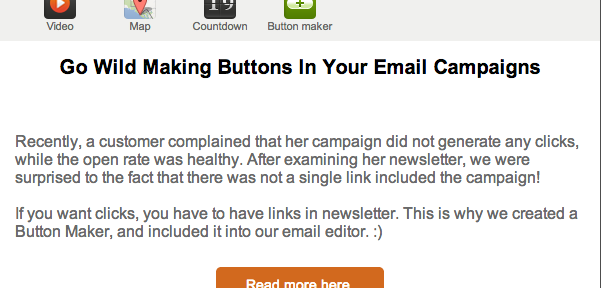 Video Map Countdown Button maker
Go Wild Making Buttons In Your Email Campaigns
Recently, a customer complained that her campaign did not generate any clicks,
while the open rate was healthy. After examining her newsletter, we were
surprised to the fact that there was not a single link included the campaign!
If you want clicks, you have to have links in newsletter. This is why we created a
Button Maker, and included it into our email editor. :)
Read more here